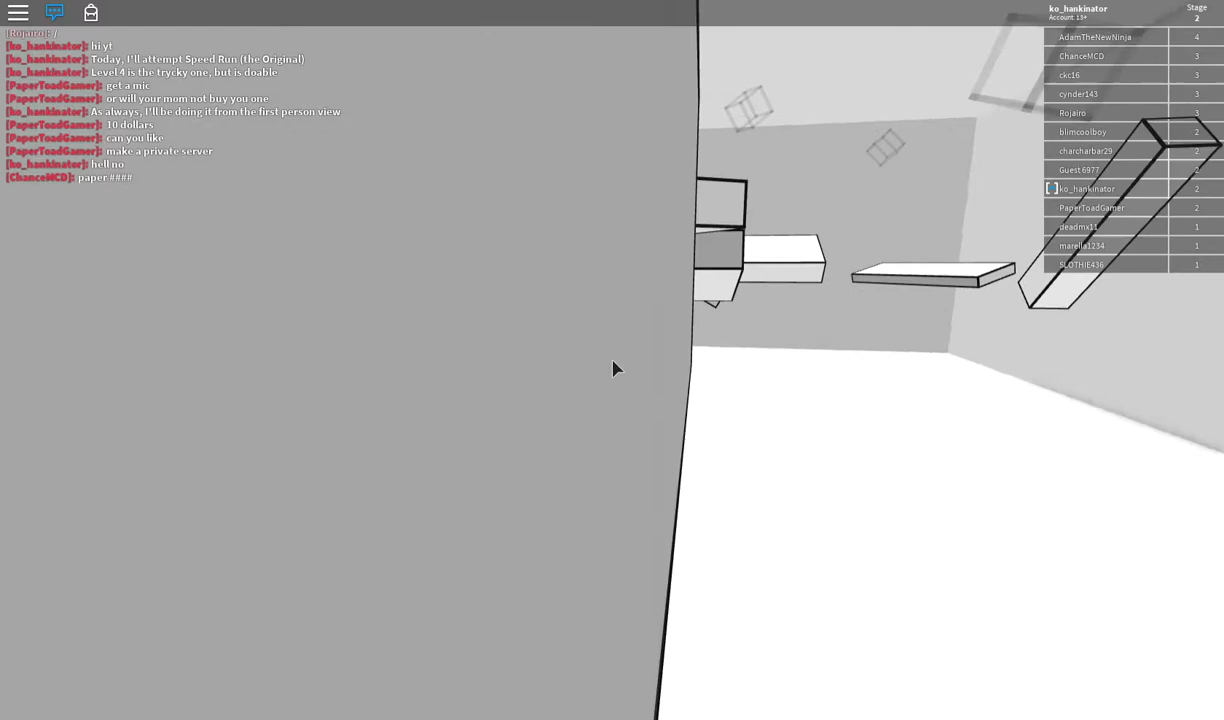 [Rojairo]: /
[ko_hankinator]: hi yt
[ko_hankinator]: Today, I'll attempt Speed Run (the Original)
[ko_hankinator]: Level 4 is the trycky one, but is doable
[PaperToadGamer]: get a mic
[PaperToadGamer]: or will your mom not buy you one
[ko_hankinator]: As always, I'll be doing it from the first person view
[PaperToadGamer]: 10 dollars
[PaperToadGamer]: can you like
[PaperToadGamer]: make a private server
[ko_hankinator]: hell no
[ChanceMCD]: paper ####
ko_hankinator Stage
Account: 13+ 2
AdamTheNewNinja 4
ChanceMCD 3
ckc16 3
cynder143 3
Rojairo 3
blimcoolboy 2
charcharbar29 2
Guest 6977 2
ko_hankinator 2
PaperToadGamer 2
deadmx11 1
marella1234 1
SLOTHIE436 1